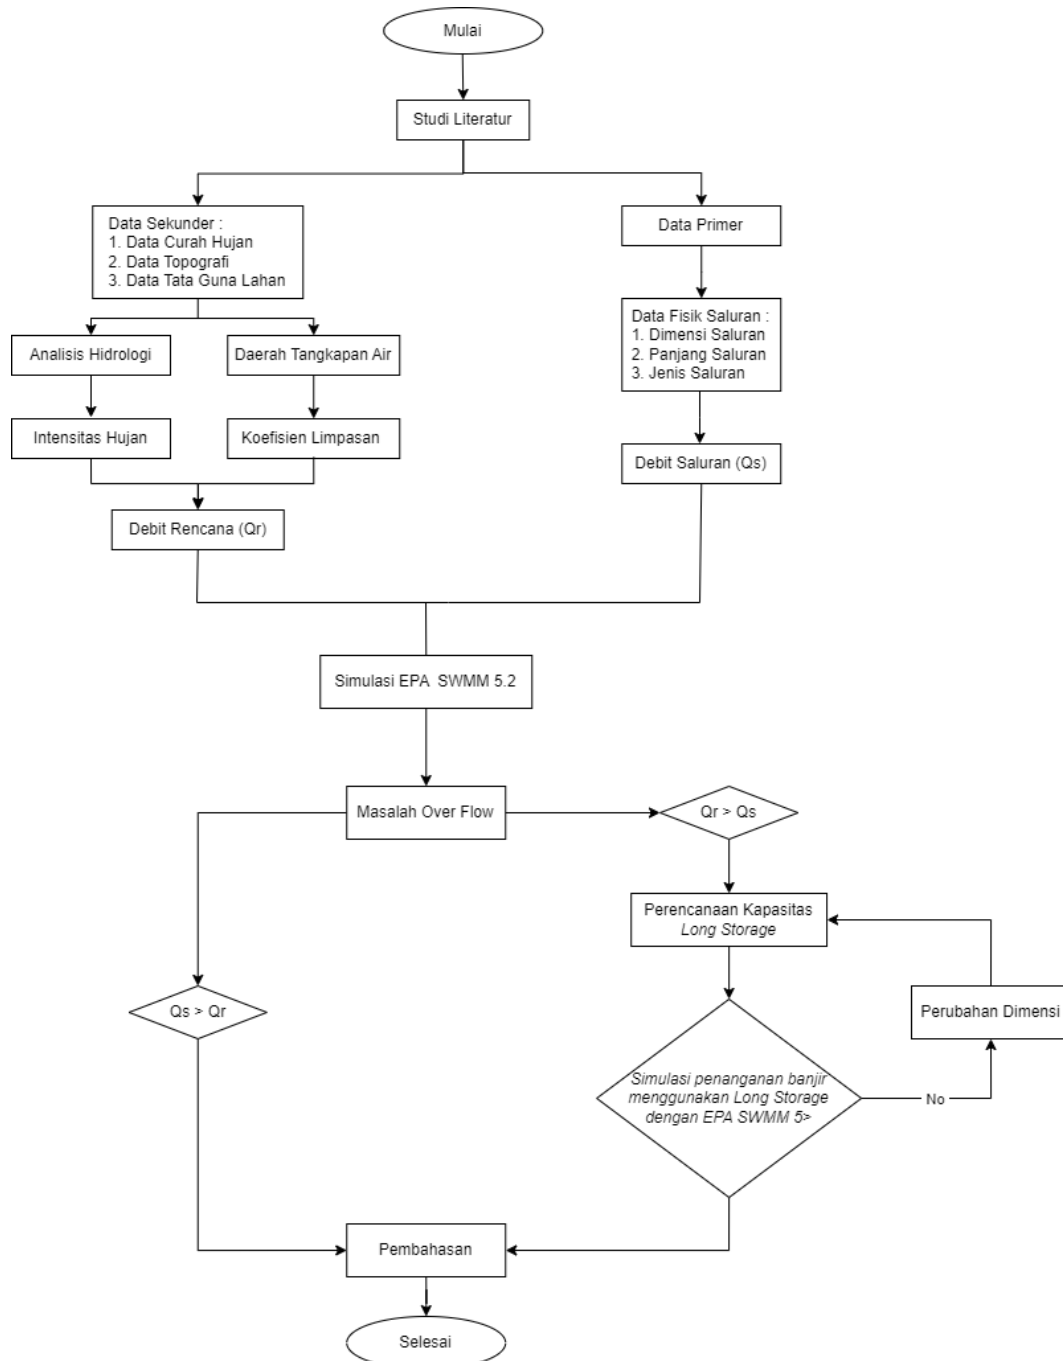 Mulai
Studi Literatur
Data Sekunder :
1. Data Curah Hujan
2. Data Topografi
3. Data Tata Guna Lahan
Data Primer
Data Fisik Saluran :
1. Dimensi Saluran
2. Panjang Saluran
3. Jenis Saluran
Analisis Hidrologi
Daerah Tangkapan Air
Intensitas Hujan
Koefisien Limpasan
Debit Saluran (Qs)
Debit Rencana (Qr)
Simulasi EPA SWMM 5.2
Masalah Over Flow
Qr > Qs
Perencanaan Kapasitas
Long Storage
Qs > Qr
Perubahan Dimensi
Simulasi penanganan banjir
menggunakan Long Storage
dengan EPA SWMM 5>
No
Pembahasan
Selesai